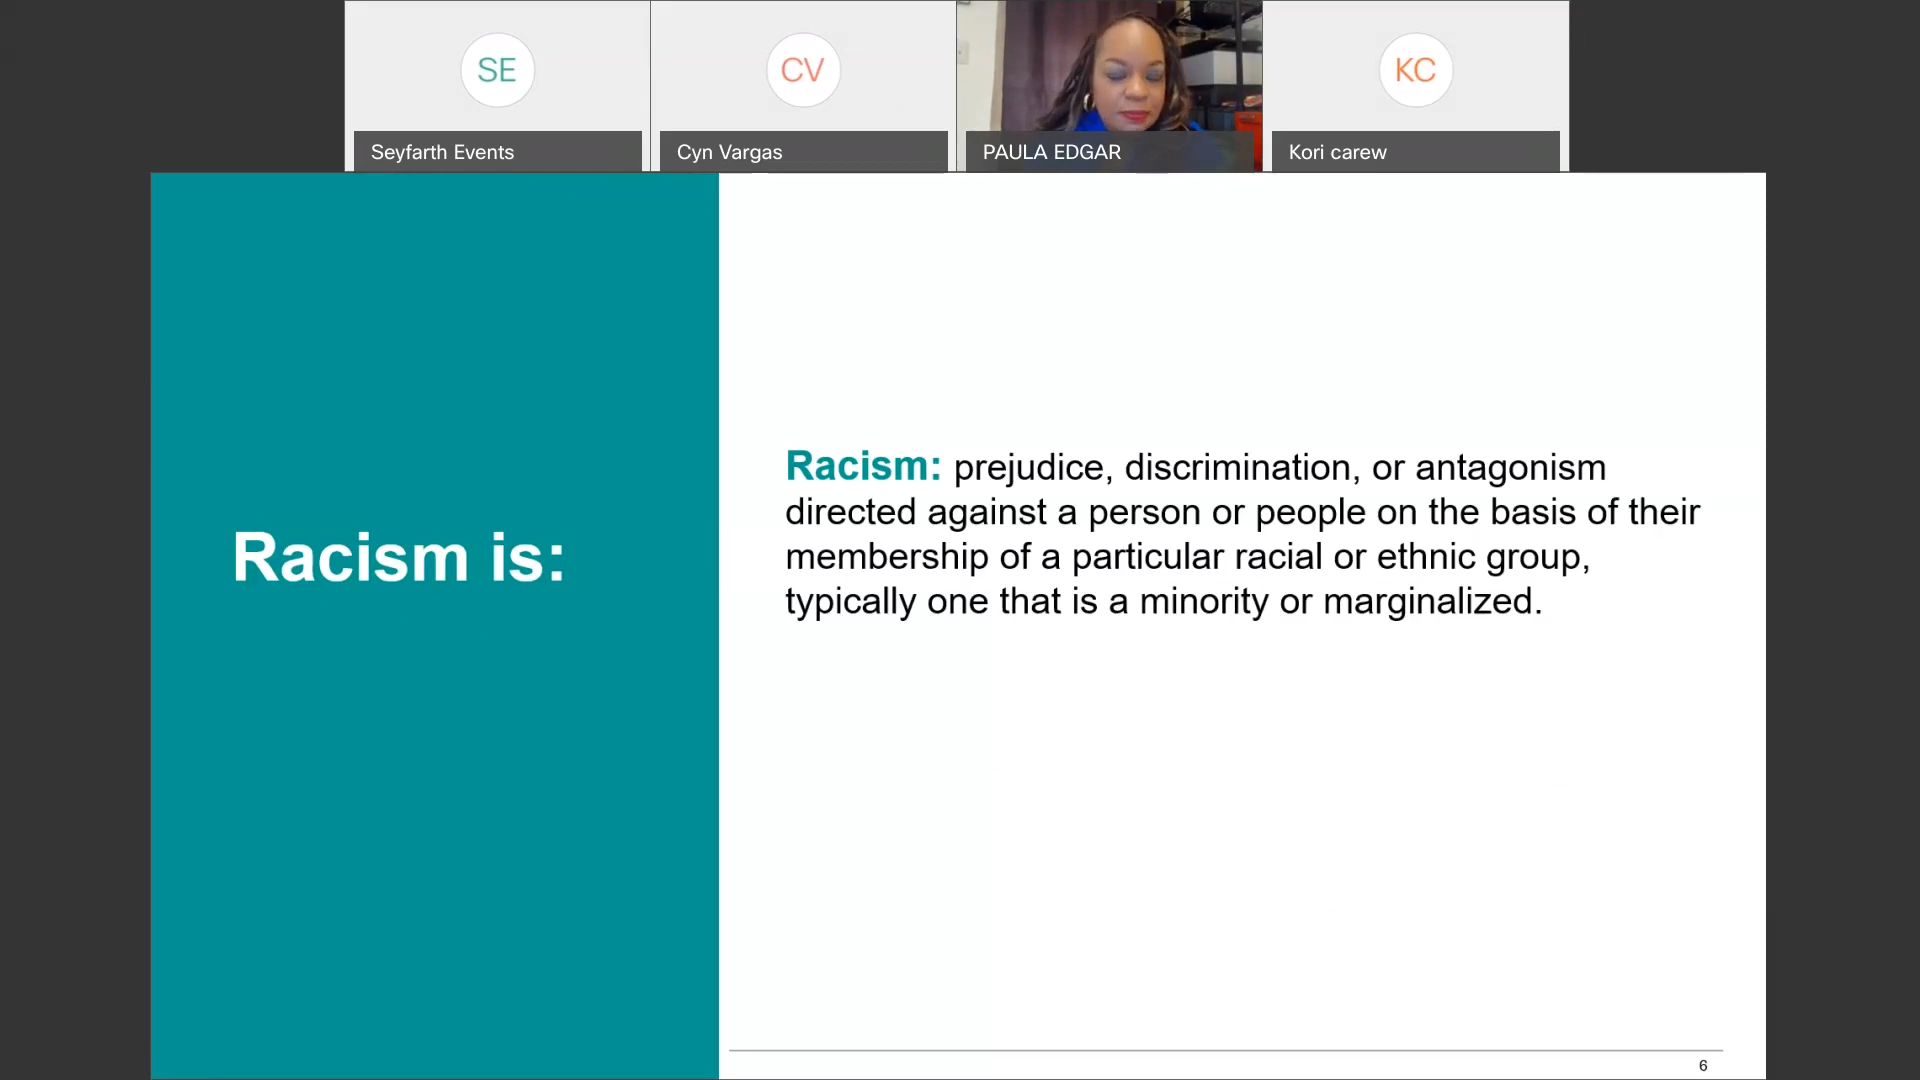 SE
CV
KC
Seyfarth Events
Cyn Vargas
PAULA EDGAR
Kori carew
Racism is:
Racism: prejudice, discrimination, or antagonism
directed against a person or people on the basis of their
membership of a particular racial or ethnic group,
typically one that is a minority or marginalized.
6